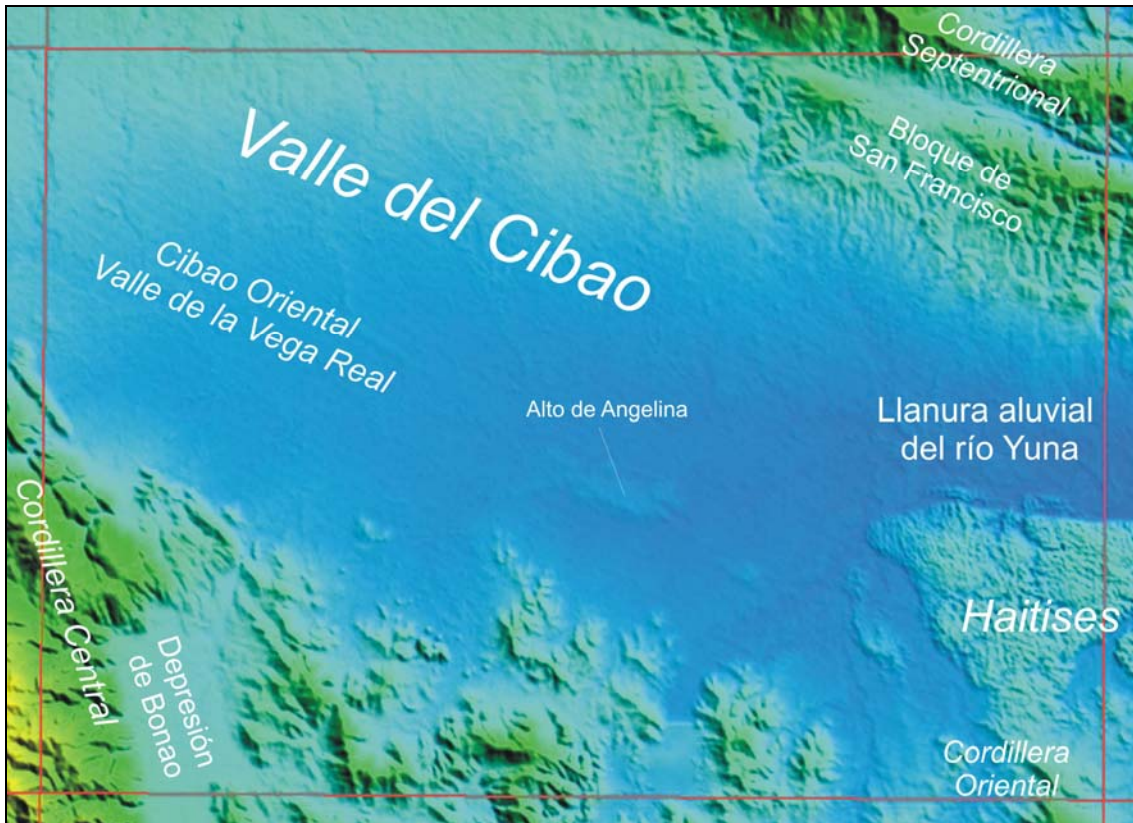 Cordillera
Septentrional
Bloque de
San Francisco
Valle del Cibao
Cibao Oriental
Valle de la Vega Real
Alto de Angelina
Llanura aluvial
del río Yuna
Cordillera Central
Depresión
de Bonao
Haitíses
Cordillera
Oriental